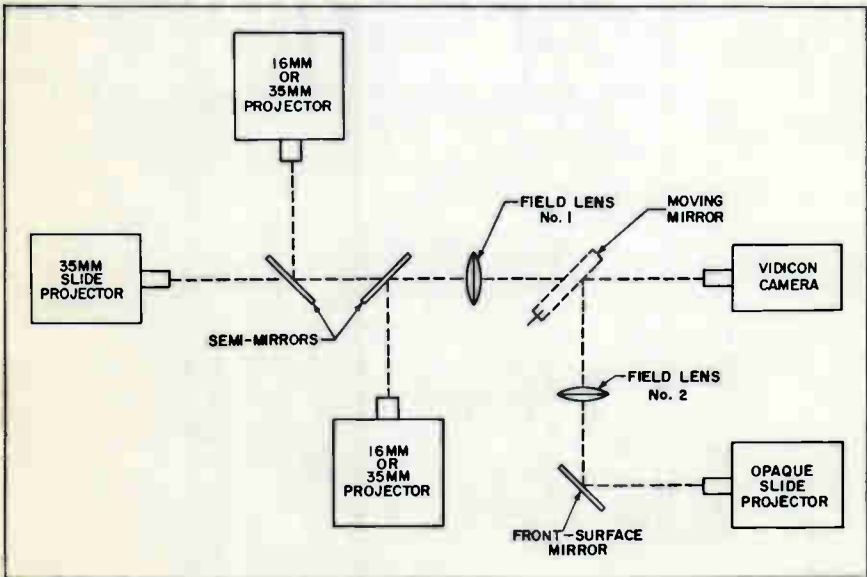 16MM
OR
35MM
PROJECTOR
FIELD LENS
No. 1
MOVING
MIRROR
35MM
SLIDE
PROJECTOR
VIDICON
CAMERA
SEMI-MIRRORS
FIELD LENS
No. 2
16MM
OR
35MM
PROJECTOR
OPAQUE
SLIDE
PROJECTOR
FRONT-SURFACE
MIRROR